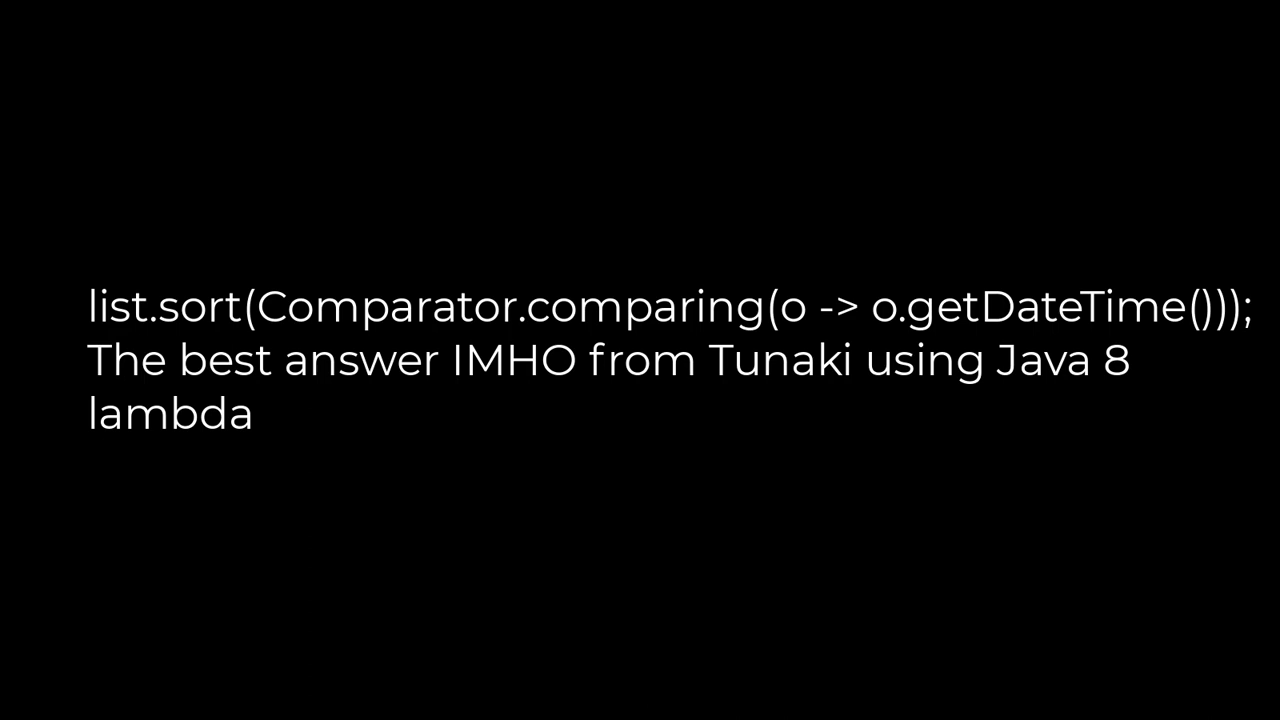 list.sort(Comparator.comparing(o -> o.getDateTime()));
The best answer IMHO from Tunaki using Java 8
lambda